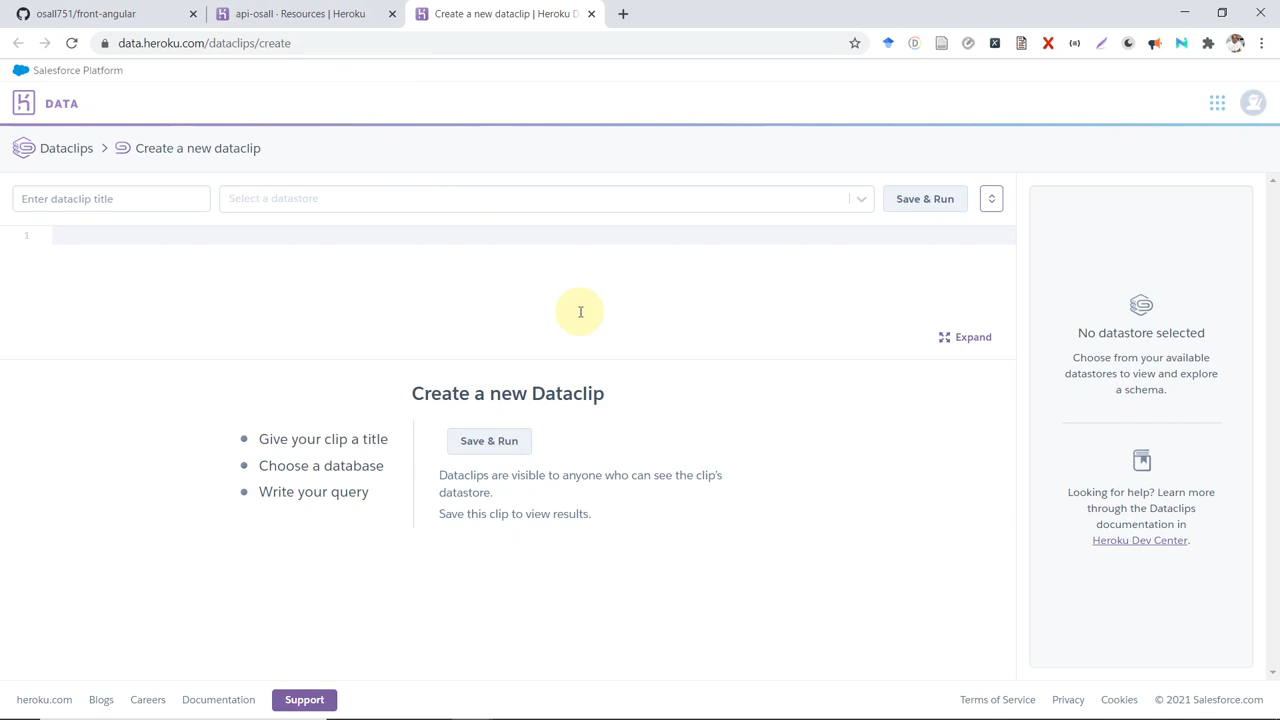 osall751/front-angular
api-osall - Resources | Heroku
Create a new dataclip | Heroku D
data.heroku.com/dataclips/create
Salesforce Platform
DATA
Dataclips > Create a new dataclip
Enter dataclip title
Select a datastore
Save & Run
1
Expand
No datastore selected
Choose from your available
datastores to view and explore
a schema.
Looking for help? Learn more
through the Dataclips
documentation in
Heroku Dev Center.
Create a new Dataclip
Give your clip a title
Choose a database
Write your query
Save & Run
Dataclips are visible to anyone who can see the clip's
datastore.
Save this clip to view results.
heroku.com
Blogs
Careers
Documentation
Support
Terms of Service
Privacy
Cookies
© 2021 Salesforce.com